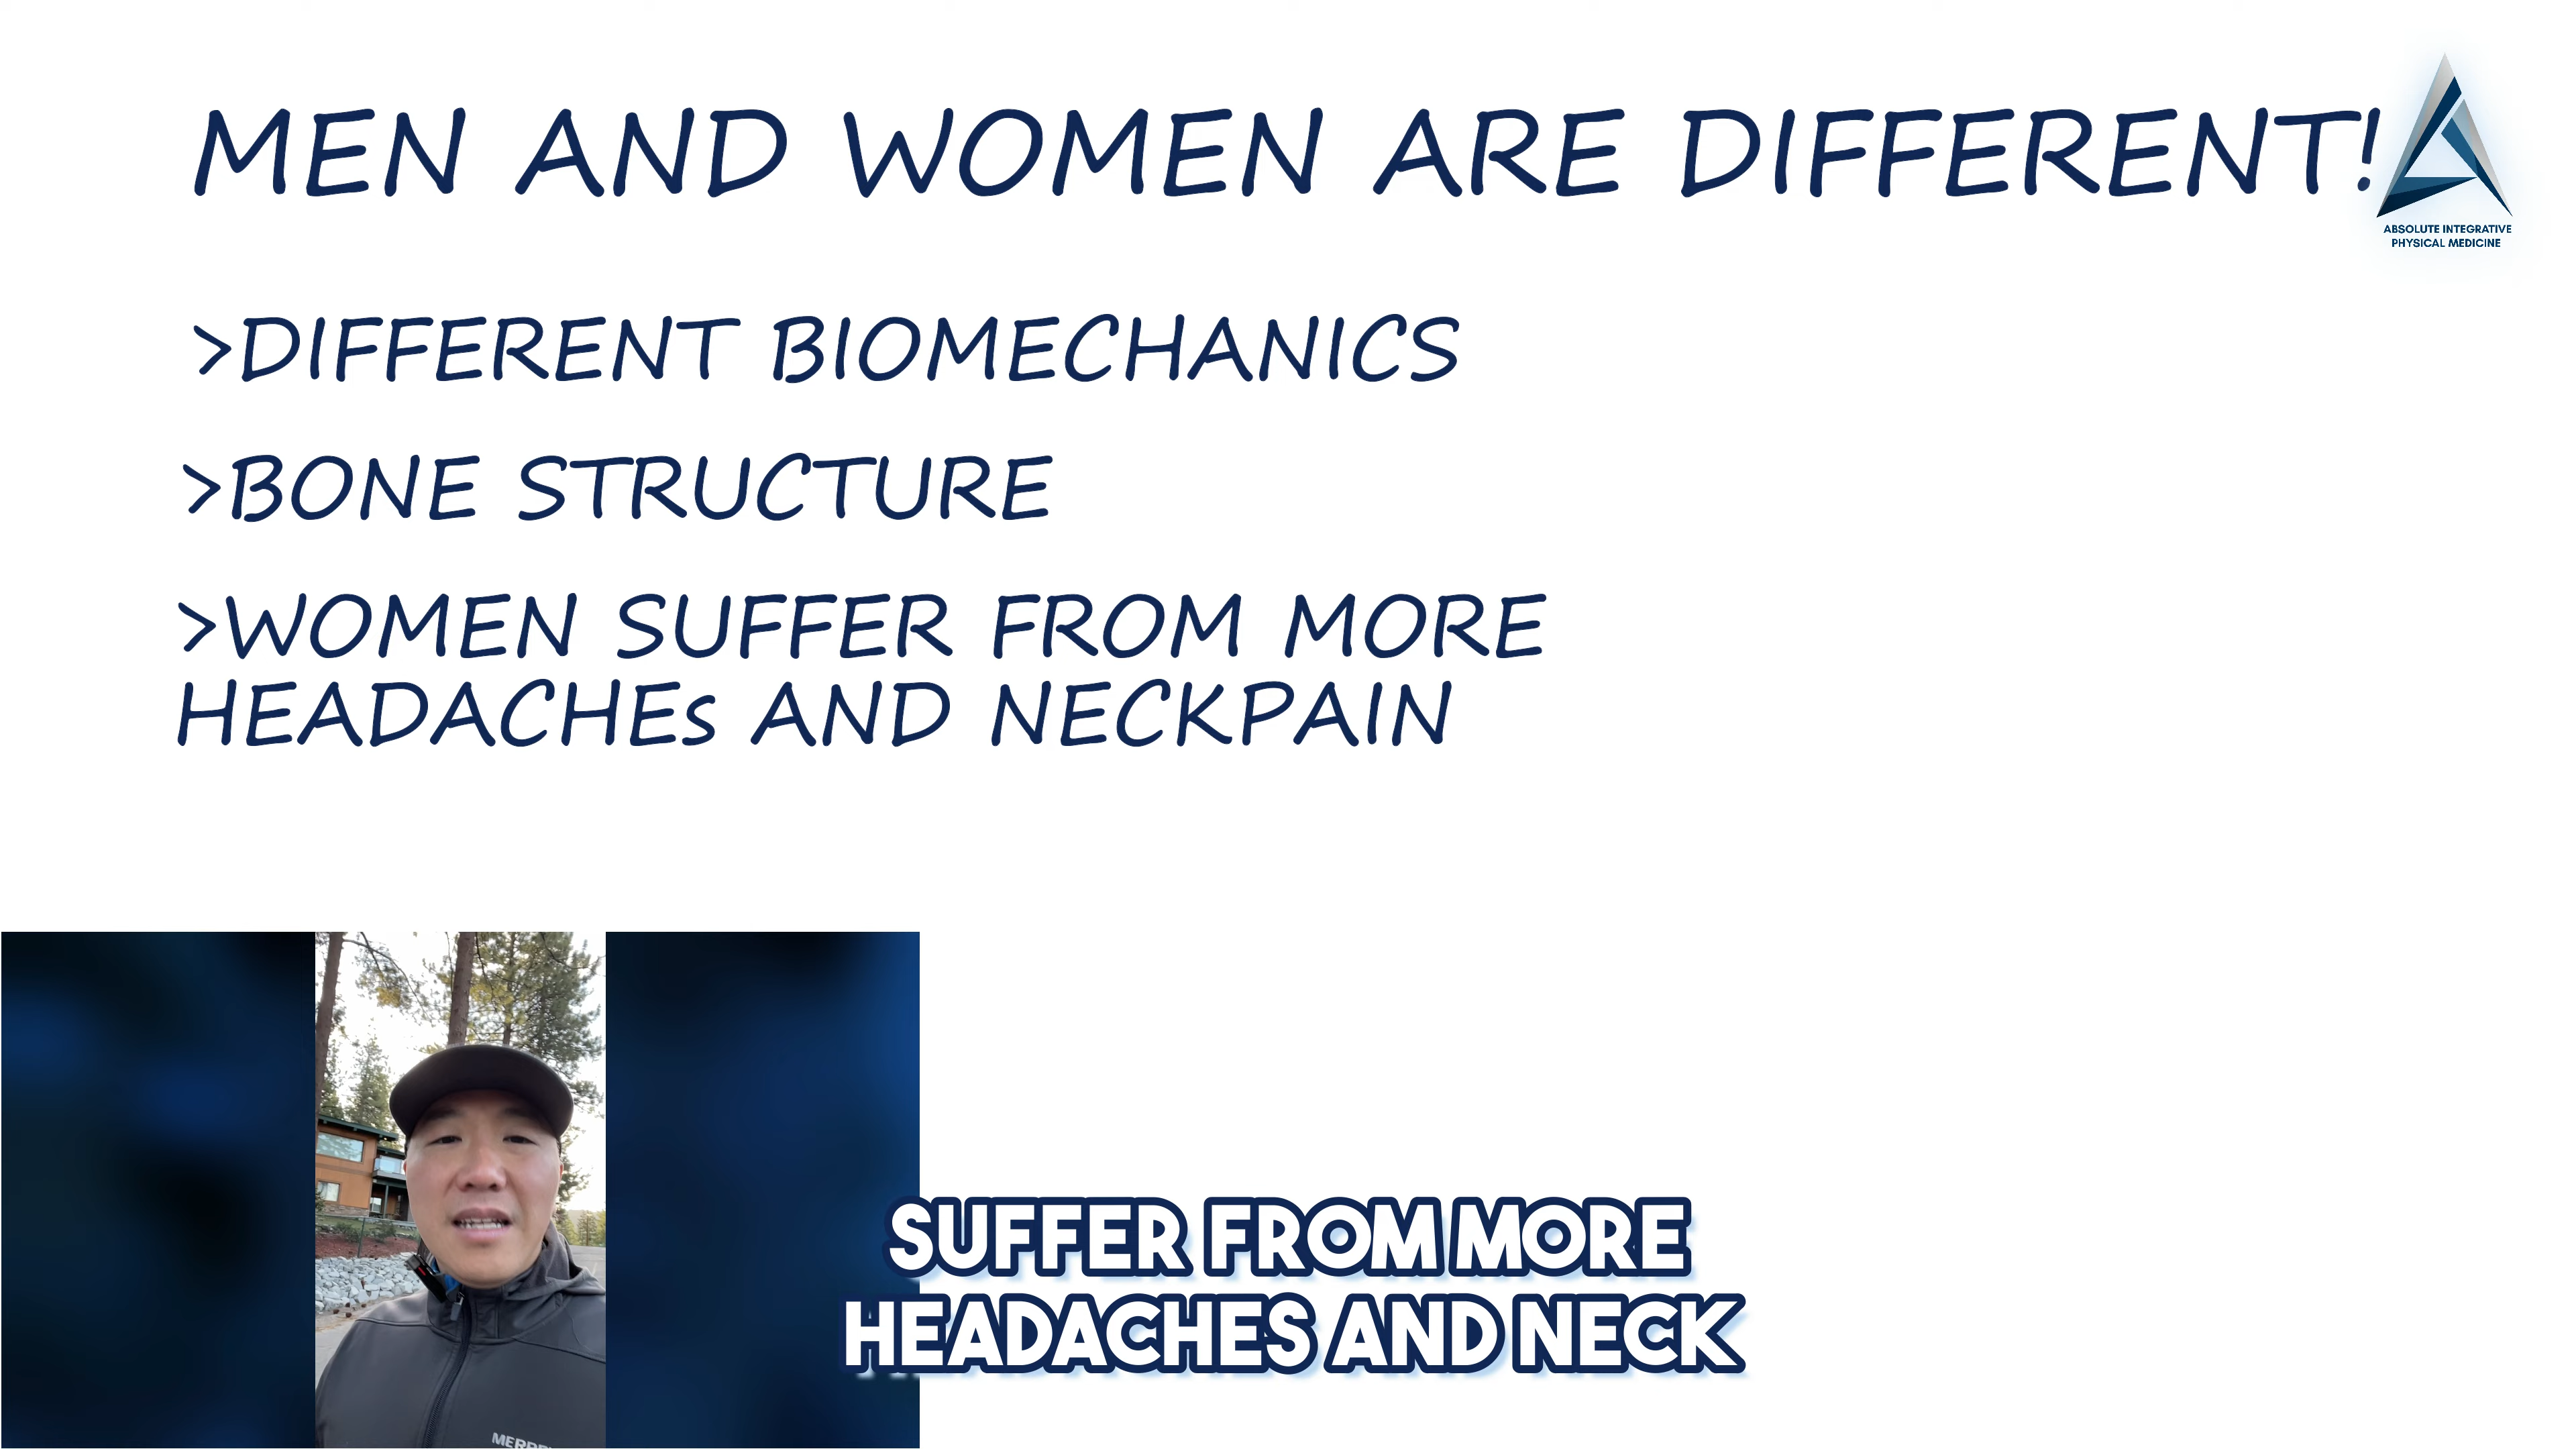 MEN AND WOMEN ARE DIFFERENT!
ABSOLUTE INTEGRATIVE
PHYSICAL MEDICINE
>DIFFERENT BIOMECHANICS
>BONE STRUCTURE
>WOMEN SUFFER FROM MORE
HEADACHEs AND NECKPAIN
SUFFER FROM MORE
HEADACHES AND NECK